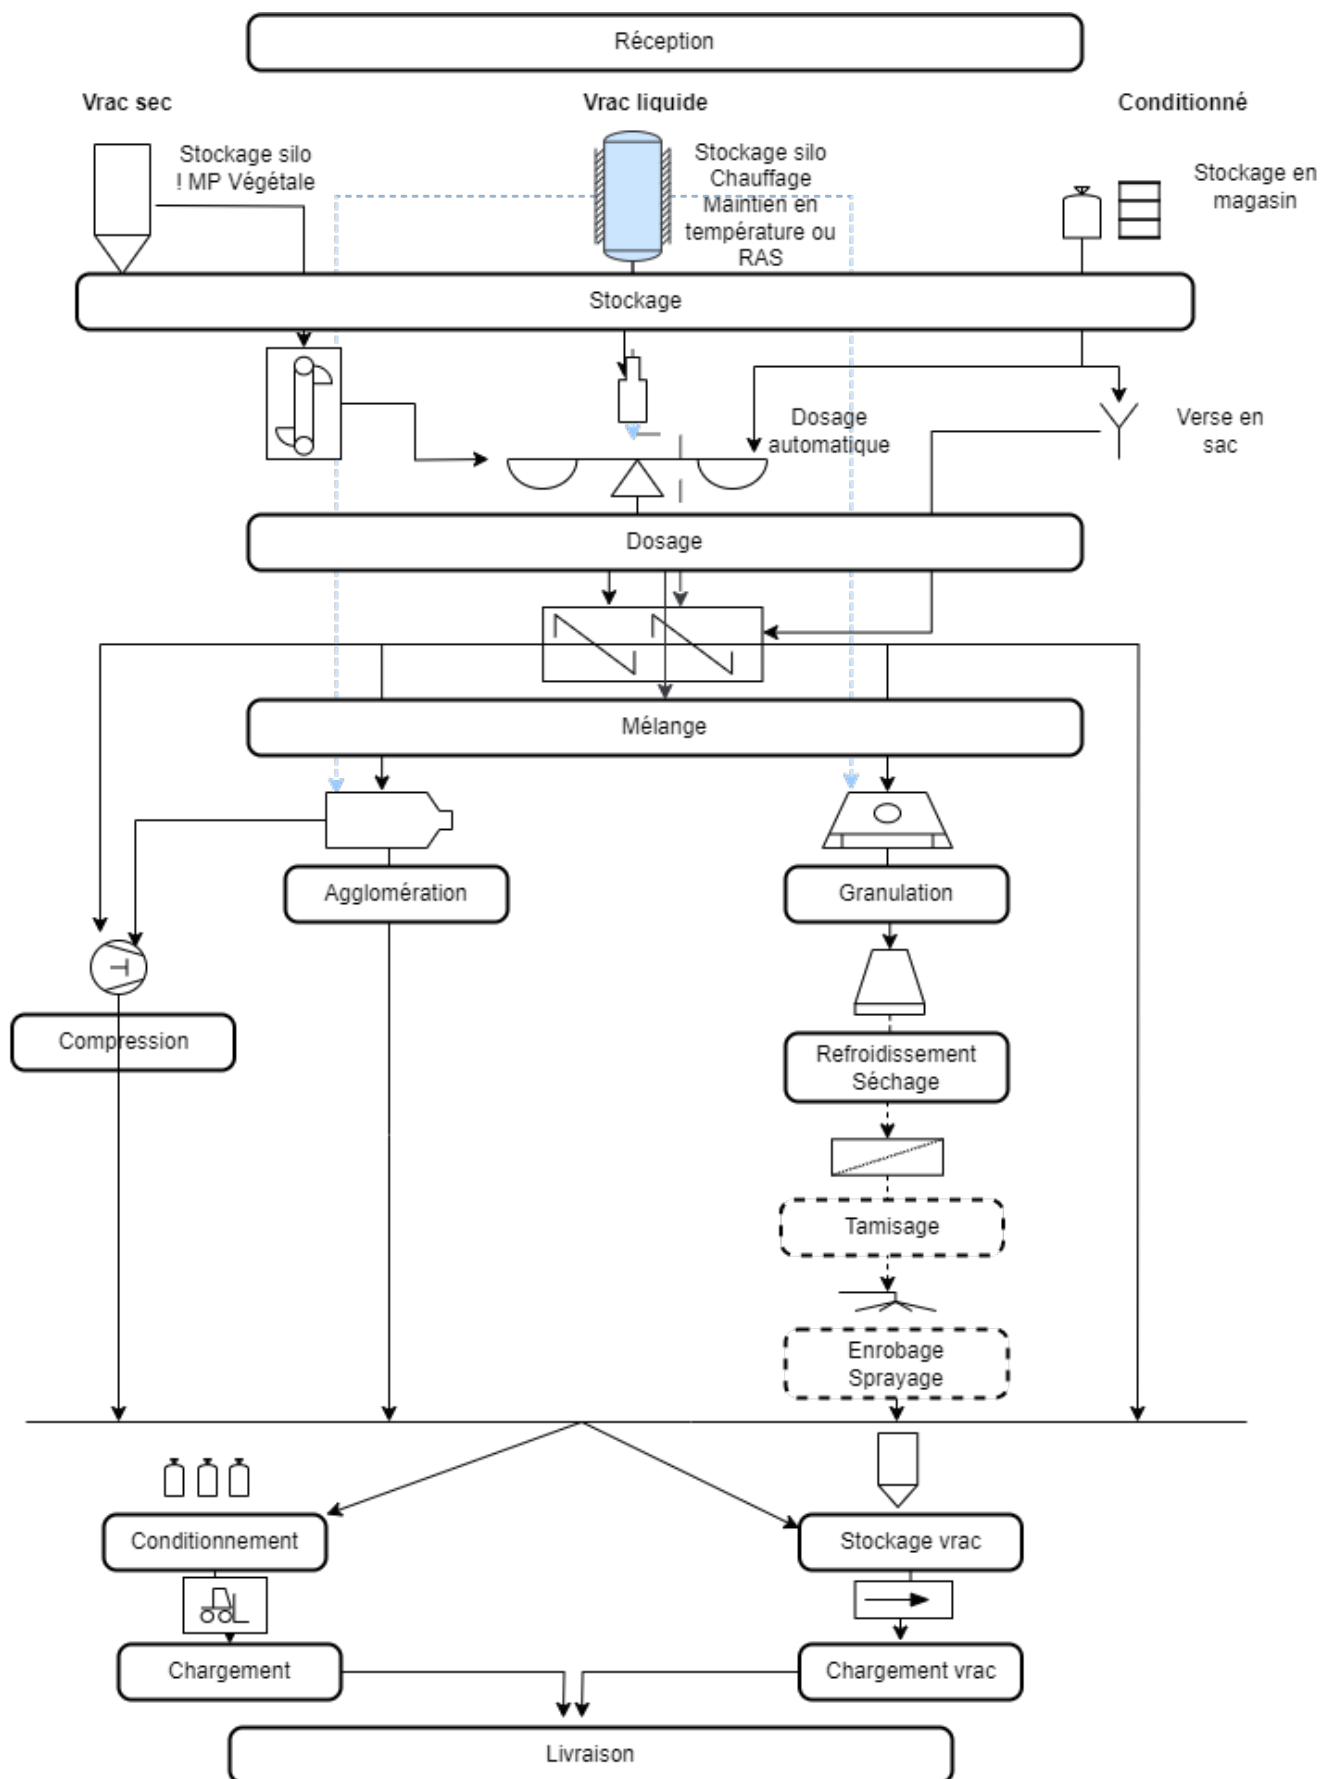 Réception
Vrac sec
Vrac liquide
Conditionné
Stockage silo
! MP Végétale
Stockage silo
Chauffage
Maintien en
température ou
RAS
Stockage en
magasin
Stockage
Dosage
automatique
Verse en
sac
Dosage
Mélange
Agglomération
Granulation
Compression
Refroidissement
Séchage
Tamisage
Enrobage
Sprayage
Conditionnement
Stockage vrac
Chargement
Chargement vrac
Livraison